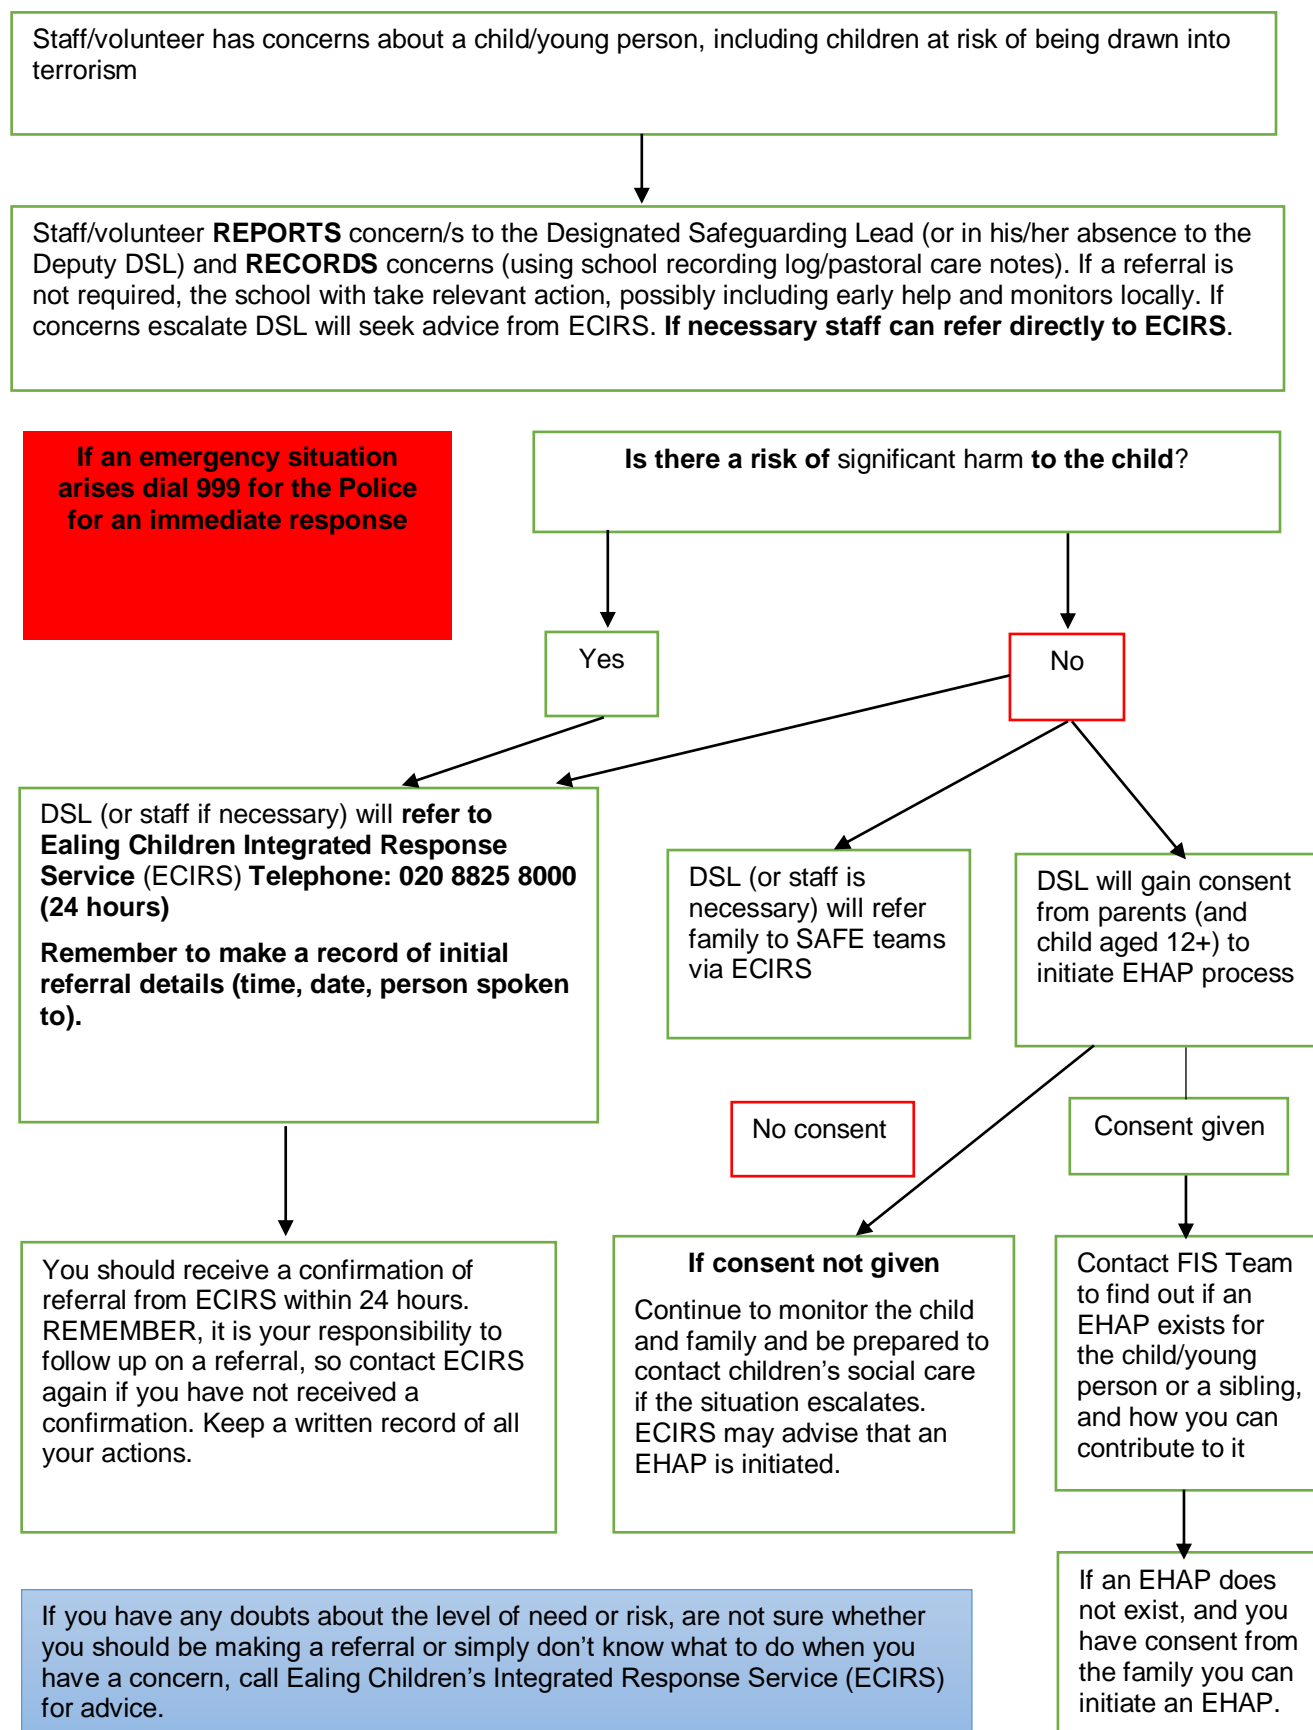 Staff/volunteer has concerns about a child/young person, including children at risk of being drawn into
terrorism
Staff/volunteer REPORTS concern/s to the Designated Safeguarding Lead (or in his/her absence to the
Deputy DSL) and RECORDS concerns (using school recording log/pastoral care notes). If a referral is
not required, the school with take relevant action, possibly including early help and monitors locally. If
concerns escalate DSL will seek advice from ECIRS. If necessary staff can refer directly to ECIRS.
If an emergency situation
arises dial 999 for the Police
for an immediate response
Is there a risk of significant harm to the child?
Yes
No
DSL (or staff if necessary) will refer to
Ealing Children Integrated Response
Service (ECIRS) Telephone: 020 8825 8000
(24 hours)
Remember to make a record of initial
referral details (time, date, person spoken
to).
DSL (or staff is
necessary) will refer
family to SAFE teams
via ECIRS
DSL will gain consent
from parents (and
child aged 12+) to
initiate EHAP process
No consent
Consent given
You should receive a confirmation of
referral from ECIRS within 24 hours.
REMEMBER, it is your responsibility to
follow up on a referral, so contact ECIRS
again if you have not received a
confirmation. Keep a written record of all
your actions.
If consent not given
Continue to monitor the child
and family and be prepared to
contact children’s social care
if the situation escalates.
ECIRS may advise that an
EHAP is initiated.
Contact FIS Team
to find out if an
EHAP exists for
the child/young
person or a sibling,
and how you can
contribute to it
If an EHAP does
not exist, and you
have consent from
the family you can
initiate an EHAP.
If you have any doubts about the level of need or risk, are not sure whether
you should be making a referral or simply don’t know what to do when you
have a concern, call Ealing Children’s Integrated Response Service (ECIRS)
for advice.